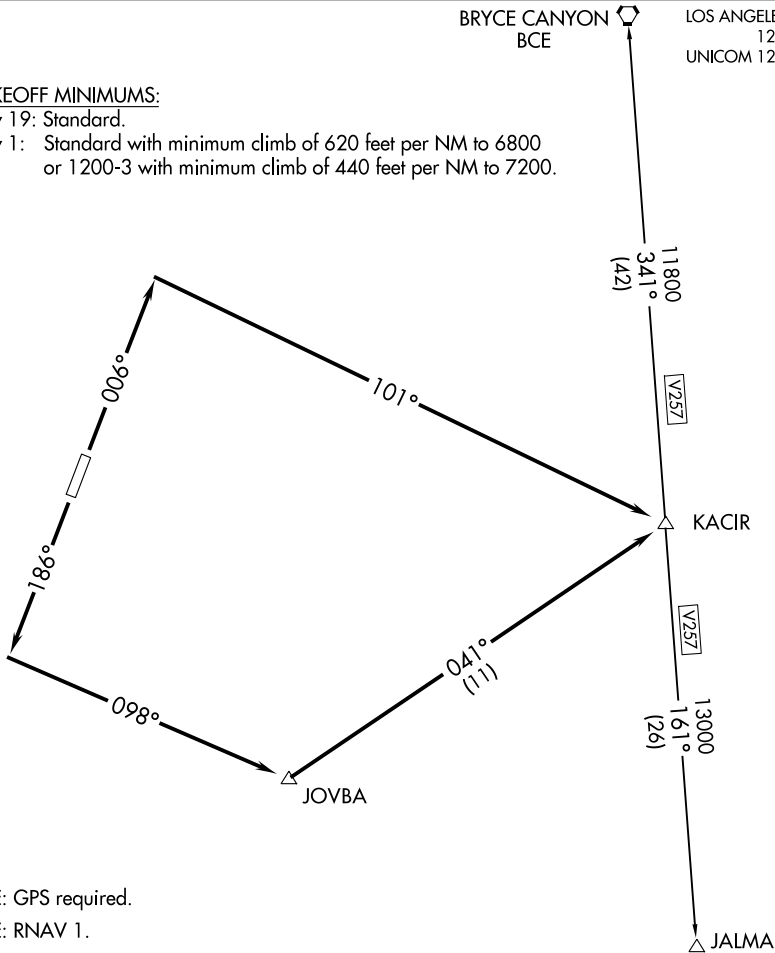 BRYCE CANYON
BCE
LOS ANGELE
12
UNICOM 12
KEOFF MINIMUMS:
y 19: Standard.
y 1: Standard with minimum climb of 620 feet per NM to 6800
or 1200-3 with minimum climb of 440 feet per NM to 7200.
11800
341°
(42)
V257
006°
101°
KACIR
186°
V257
041°
(11)
13000
161°
(26)
098°
JOVBA
E: GPS required.
E: RNAV 1.
JALMA